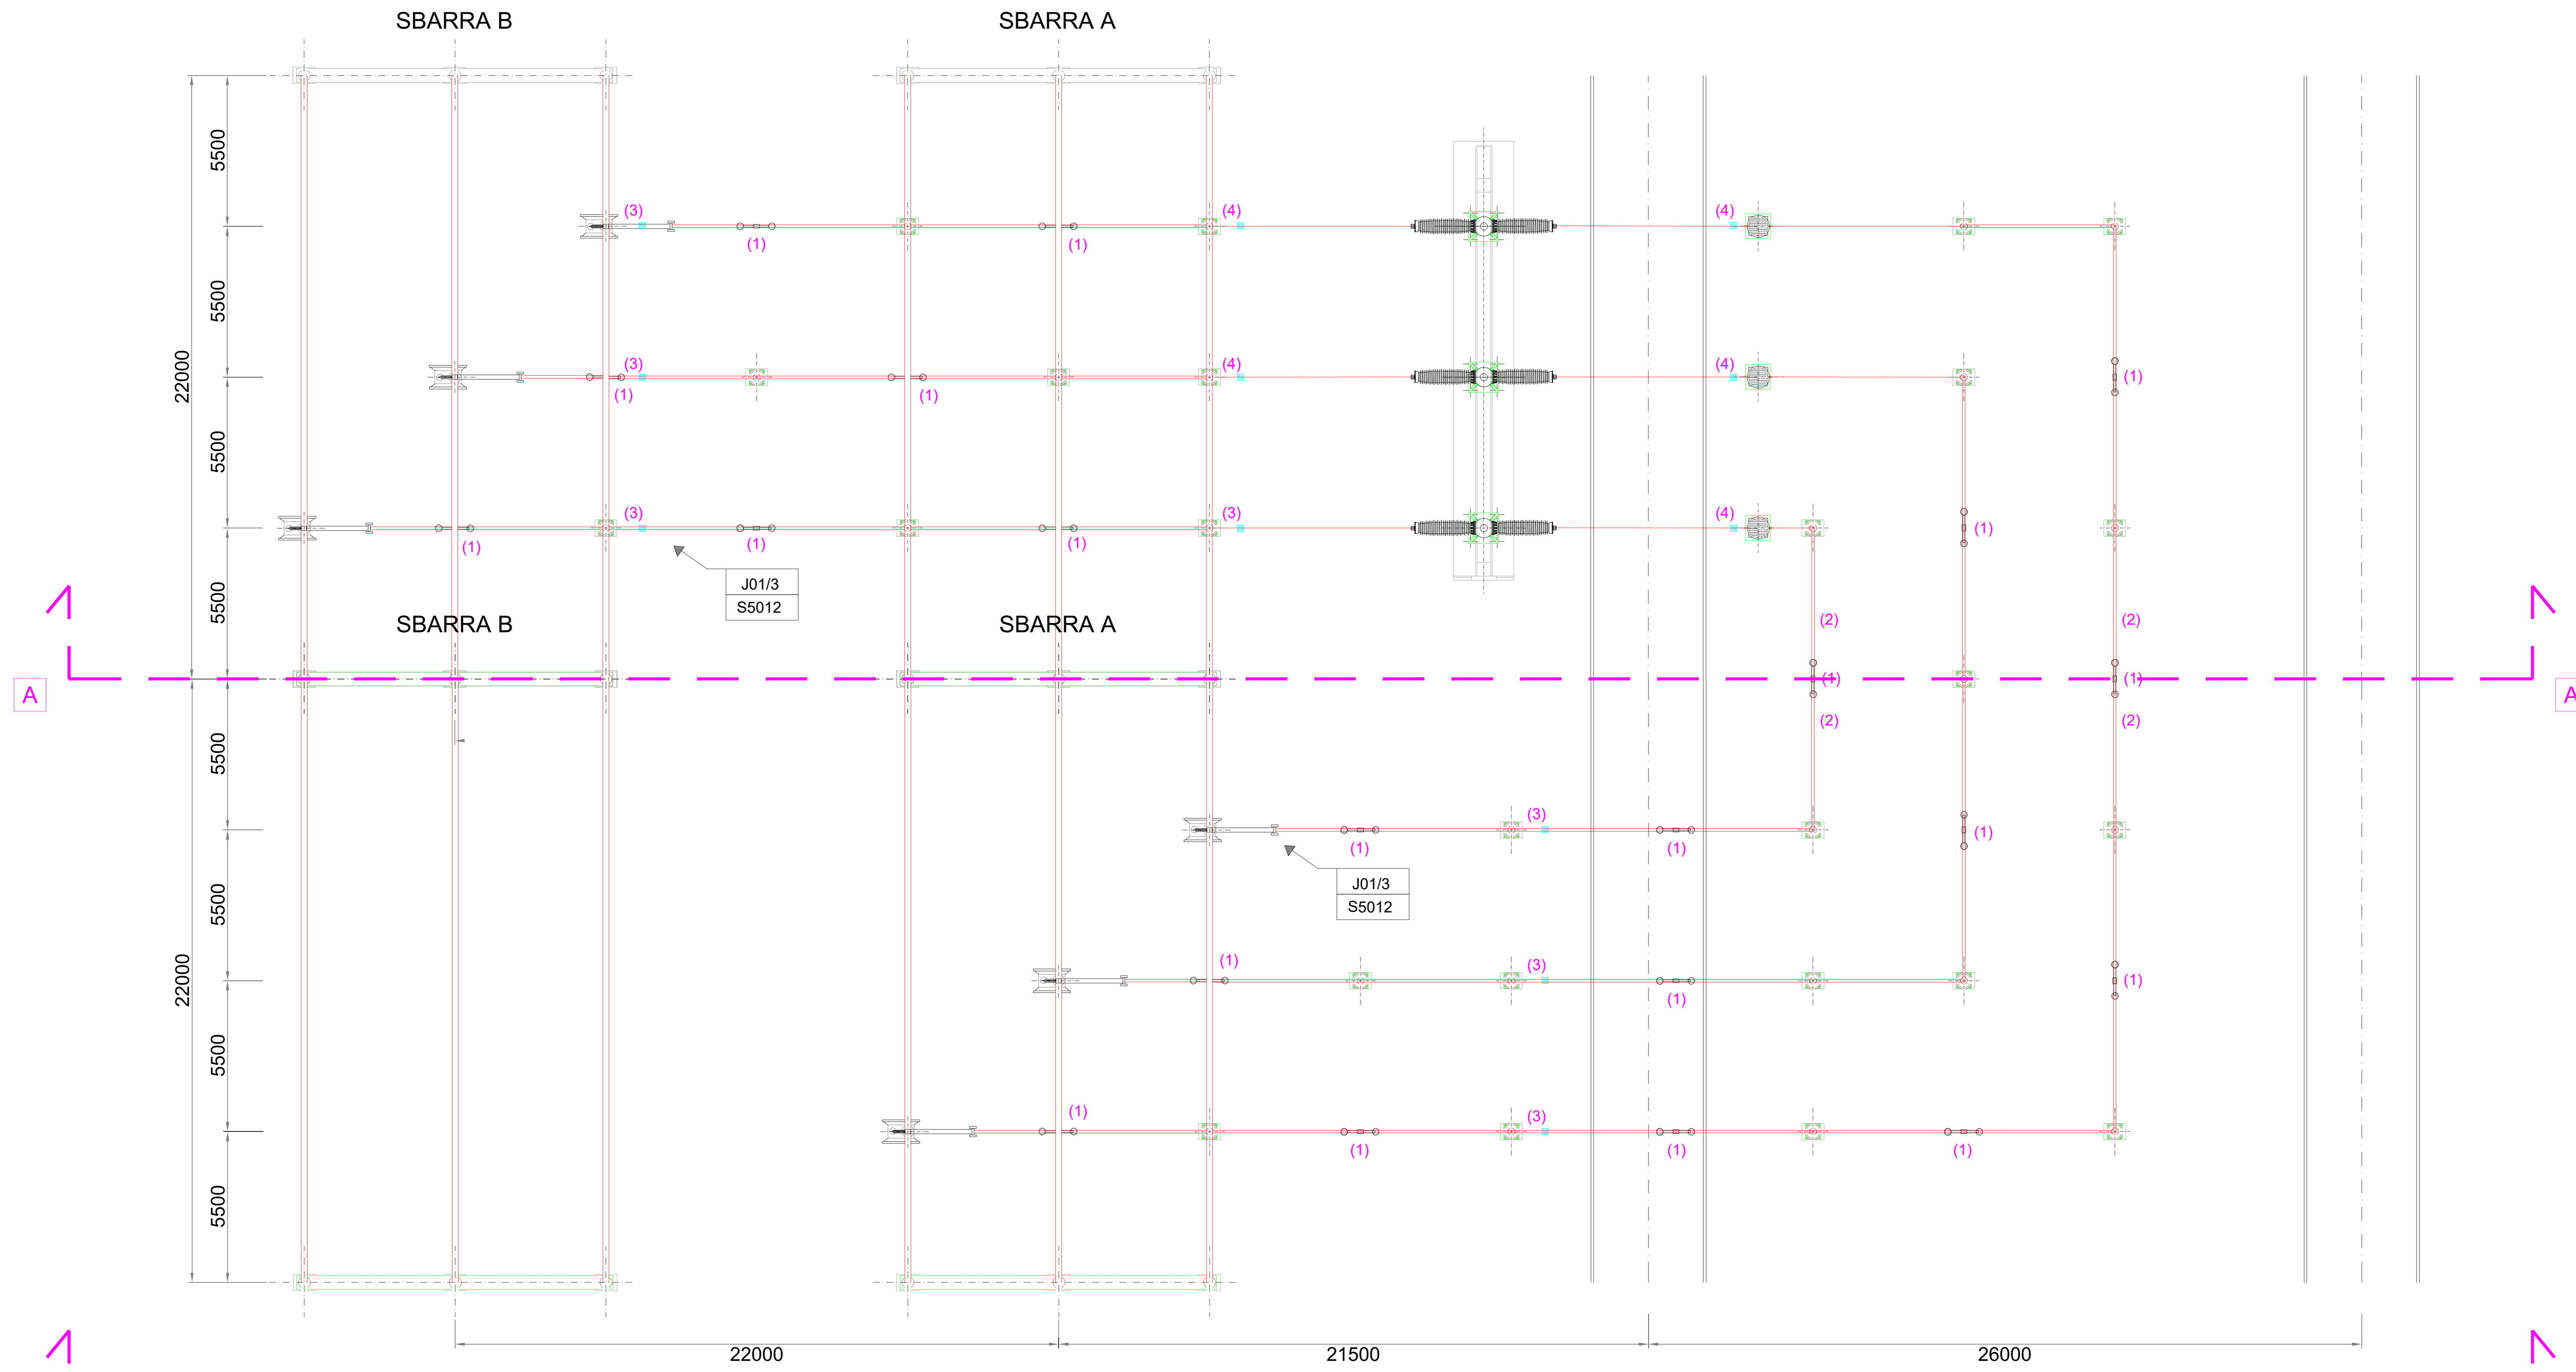 SBARRA B SBARRA A
5500
(3) (4) (4)
(1) (1)
5500
22000
(3) (4) (4) (1)
(1) (1)
5500
(3) (3) (4) (1)
(1) (1) (1)
J01/3
S5012
5500
SBARRA B SBARRA A (2) (2)
A (1) (1) A
(2) (2)
5500
(3) (1)
(1) (1)
J01/3
S5012
5500
22000
(1) (3) (1)
(1)
5500
(1) (3)
(1) (1) (1)
5500
22000 21500 26000